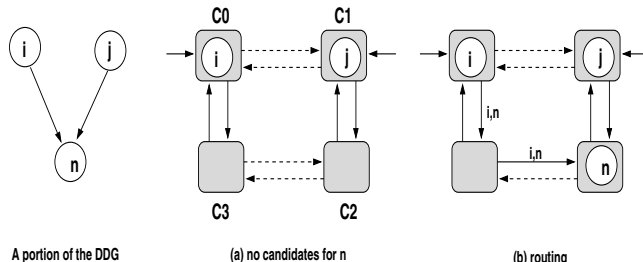 C0 C1
i j i j i j
i,n
i,n
n n
C3 C2
A portion of the DDG (a) no candidates for n (b) routing